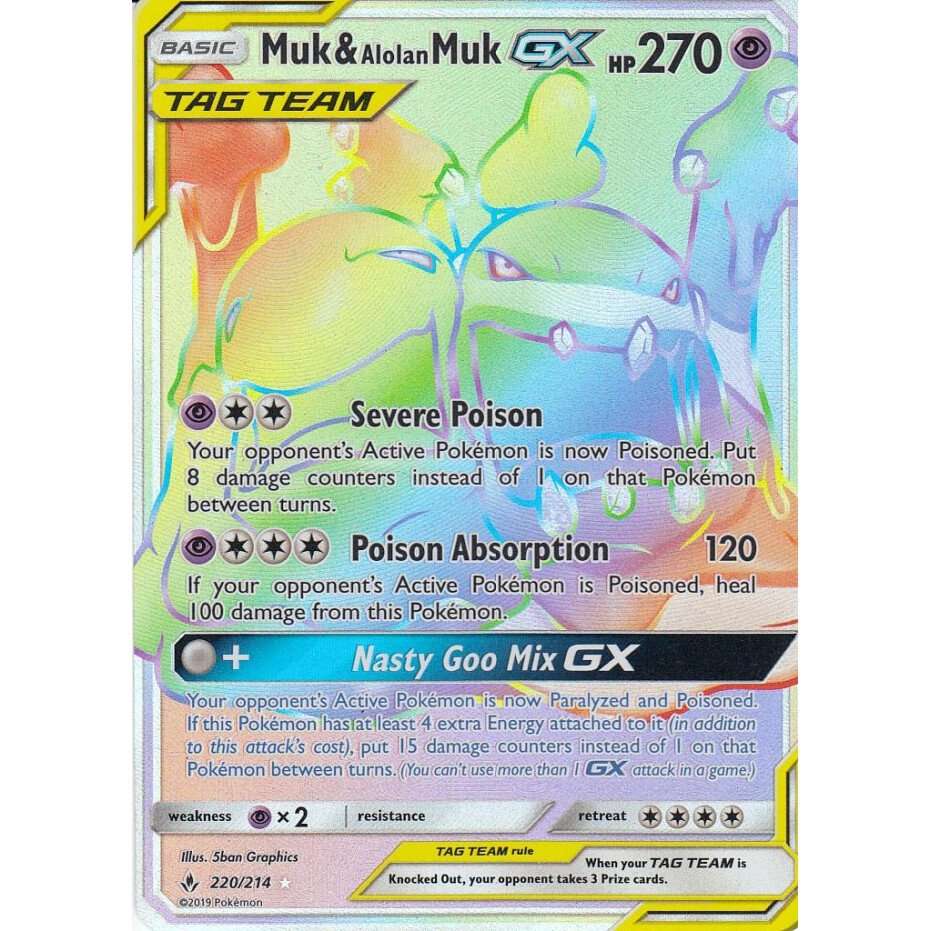 BASIC Muk & Alolan Muk GX HP 270
TAG TEAM
Severe Poison
Your opponent's Active Pokémon is now Poisoned. Put
8 damage counters instead of 1 on that Pokémon
between turns.
Poison Absorption 120
If your opponent's Active Pokémon is Poisoned, heal
100 damage from this Pokémon.
+ Nasty Goo Mix GX
Your opponent's Active Pokémon is now Paralyzed and Poisoned.
If this Pokémon has at least 4 extra Energy attached to it (in addition
to this attack's cost), put 15 damage counters instead of 1 on that
Pokémon between turns. (You can't use more than 1 GX attack in a game.)
weakness ×2 resistance retreat
Illus. 5ban Graphics
TAG TEAM rule
When your TAG TEAM is
Knocked Out, your opponent takes 3 Prize cards.
220/214
©2019 Pokémon